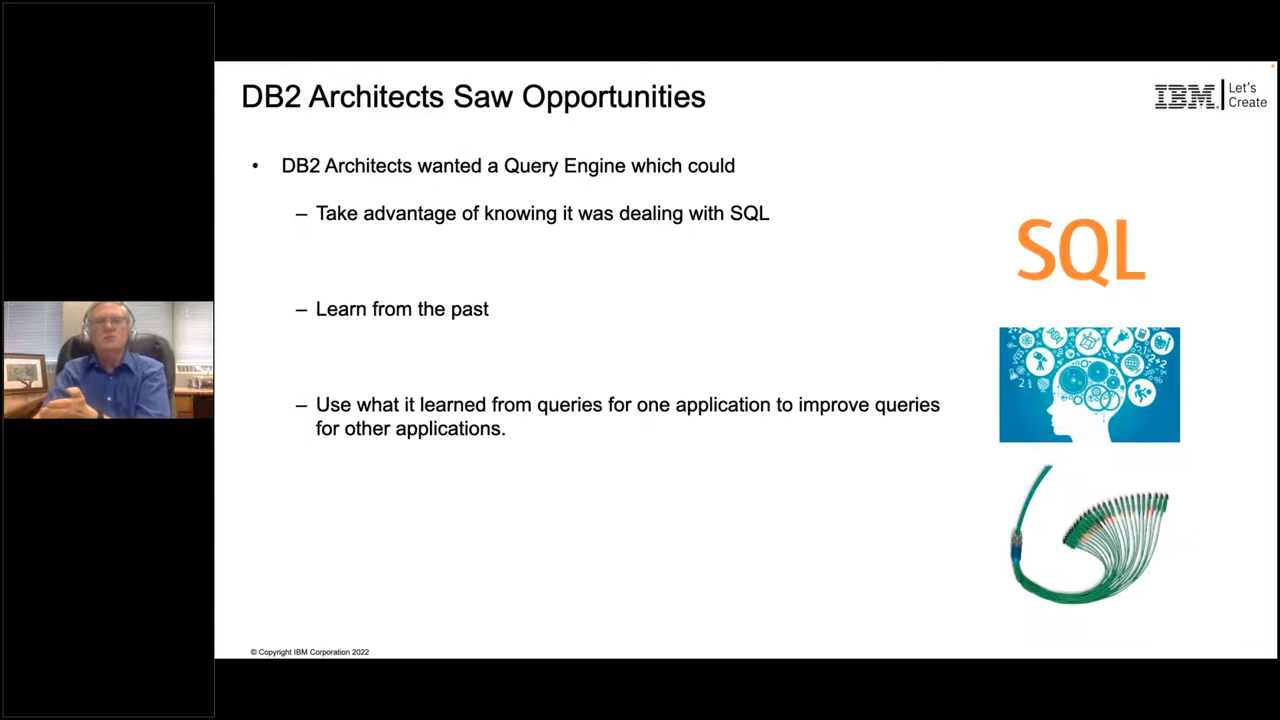 DB2 Architects Saw Opportunities
IBM
Let's
Create
• DB2 Architects wanted a Query Engine which could
– Take advantage of knowing it was dealing with SQL
SQL
– Learn from the past
– Use what it learned from queries for one application to improve queries
for other applications.
© Copyright IBM Corporation 2022